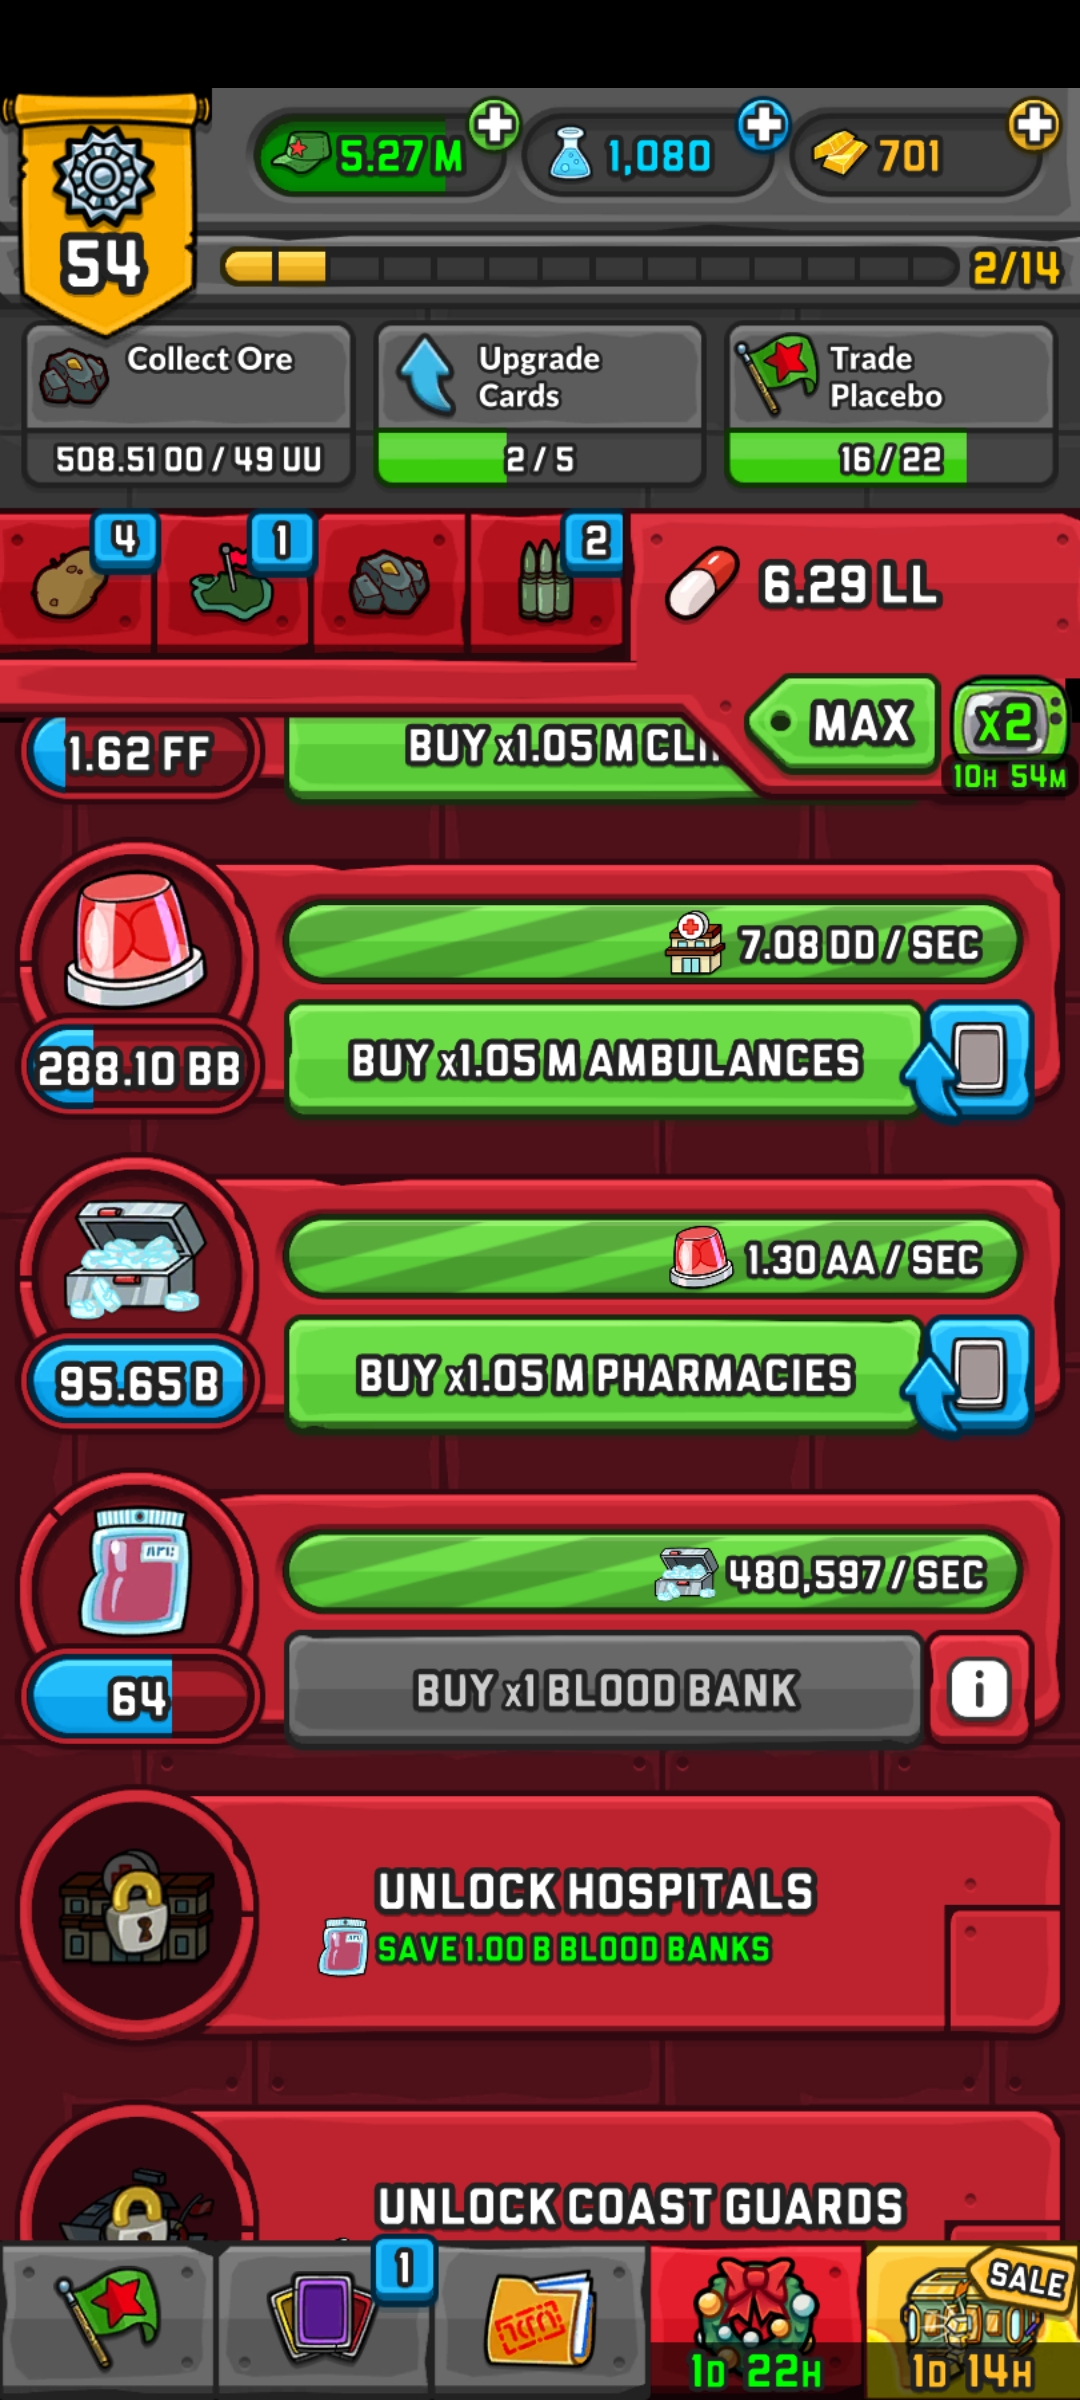 5.27 M
1,080
701
54
2/14
Collect Ore
508.51 OO / 49 UU
Upgrade
Cards
2 / 5
Trade
Placebo
16 / 22
4
1
2
6.29 LL
MAX
x2
10H 54M
1.62 FF
BUY x1.05 M CLI
7.08 DD / SEC
288.10 BB
BUY x1.05 M AMBULANCES
1.30 AA / SEC
95.65 B
BUY x1.05 M PHARMACIES
480,597 / SEC
64
BUY x1 BLOOD BANK
i
UNLOCK HOSPITALS
SAVE 1.00 B BLOOD BANKS
UNLOCK COAST GUARDS
1
SALE
1D 22H
1D 14H